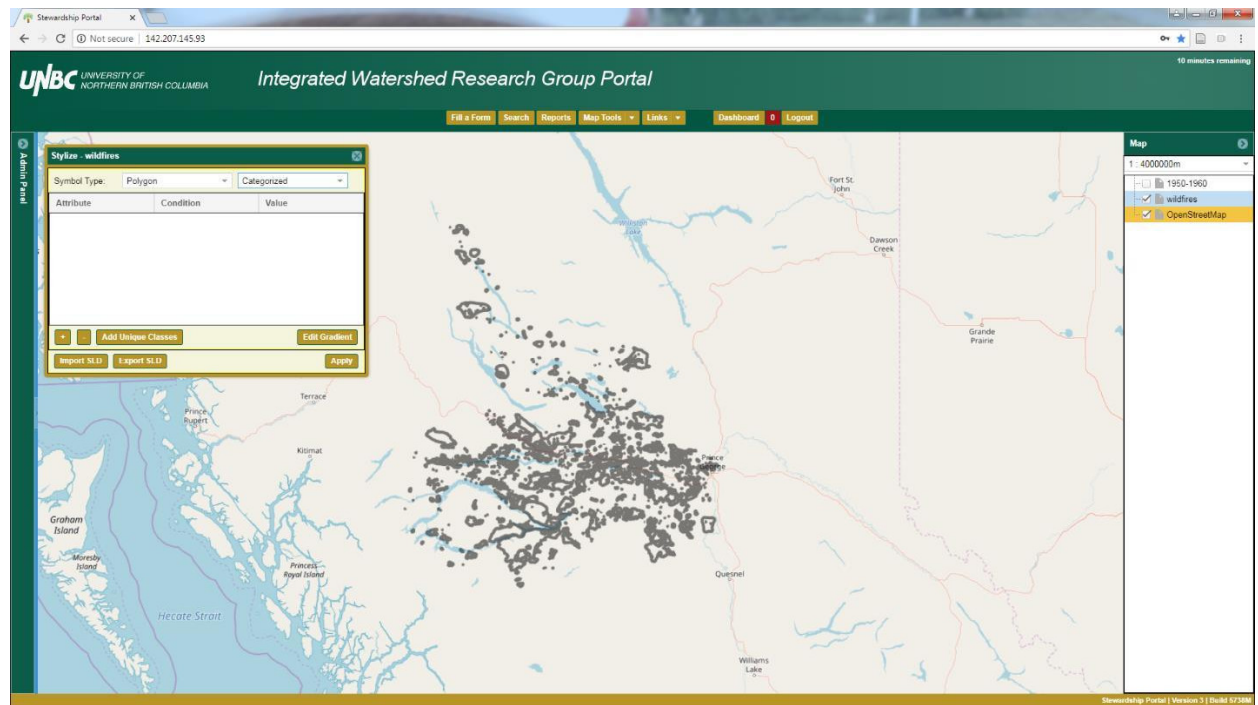 Stewardship Portal
Not secure | 142.207.145.93
10 minutes remaining
UNBC UNIVERSITY OF NORTHERN BRITISH COLUMBIA
Integrated Watershed Research Group Portal
Fill a Form Search Reports Map Tools Links Dashboard 0 Logout
Admin Panel
Stylize - wildfires
Symbol Type: Polygon Categorized
Attribute Condition Value
+ - Add Unique Classes Edit Gradient
Import SLD Export SLD Apply
Map
1 : 4000000m
1950-1960
wildfires
OpenStreetMap
Fort St. John
Williston Lake
Dawson Creek
Grande Prairie
Terrace
Prince Rupert
Kitimat
Prince George
Graham Island
Moresby Island
Princess Royal Island
Quesnel
Hecate Strait
Williams Lake
Stewardship Portal | Version 3 | Build 6738M